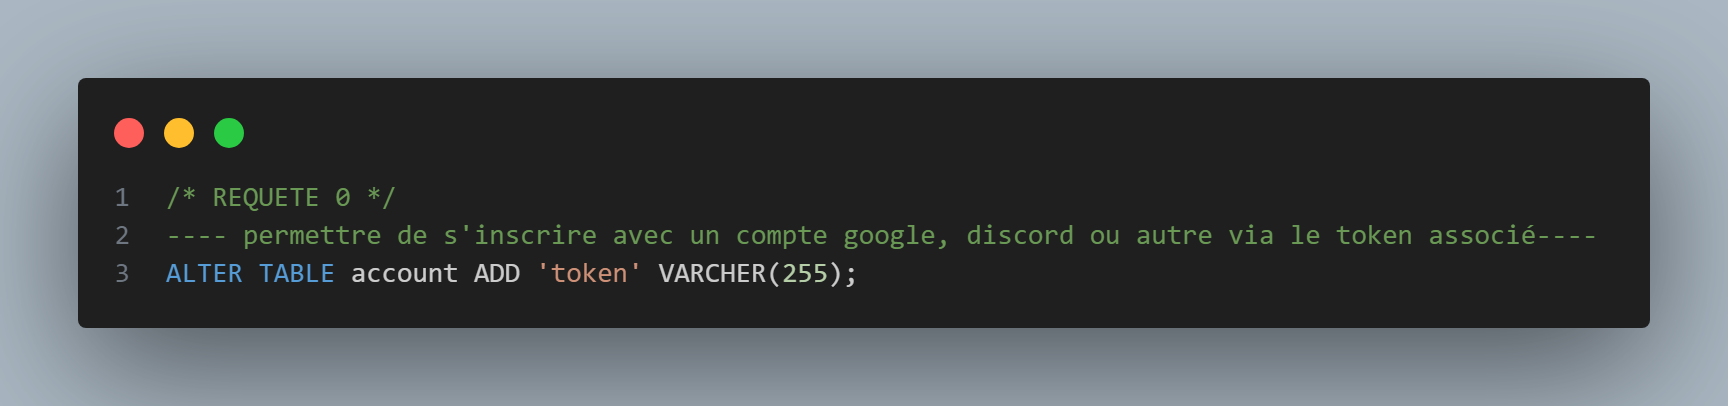 1 /* REQUETE 0 */
2 ---- permettre de s'inscrire avec un compte google, discord ou autre via le token associé----
3 ALTER TABLE account ADD 'token' VARCHER(255);